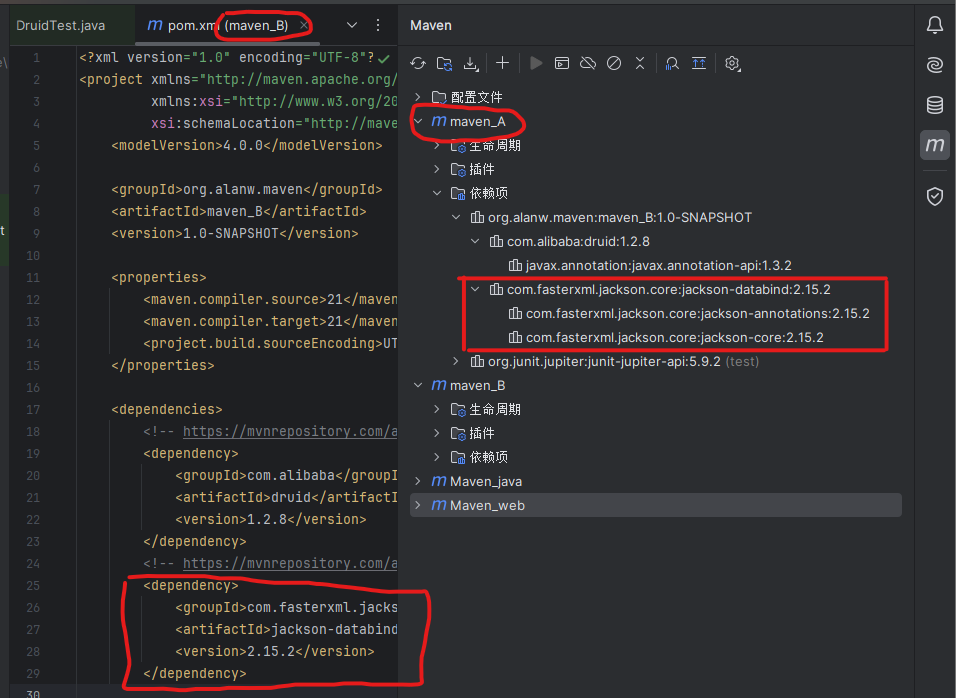 DruidTest.java
pom.xm (maven_B)
Maven
1 <?xml version="1.0" encoding="UTF-8"?
2 <project xmlns="http://maven.apache.org/
3 xmlns:xsi="http://www.w3.org/20
4 xsi:schemaLocation="http://mave
5 <modelVersion>4.0.0</modelVersion>
6
7 <groupId>org.alanw.maven</groupId>
8 <artifactId>maven_B</artifactId>
9 <version>1.0-SNAPSHOT</version>
10
11 <properties>
12 <maven.compiler.source>21</maven
13 <maven.compiler.target>21</maven
14 <project.build.sourceEncoding>UT
15 </properties>
16
17 <dependencies>
18 <!-- https://mvnrepository.com/a
19 <dependency>
20 <groupId>com.alibaba</groupI
21 <artifactId>druid</artifactI
22 <version>1.2.8</version>
23 </dependency>
24 <!-- https://mvnrepository.com/a
25 <dependency>
26 <groupId>com.fasterxml.jacks
27 <artifactId>jackson-databind
28 <version>2.15.2</version>
29 </dependency>
30
配置文件
maven_A
生命周期
插件
依赖项
org.alanw.maven:maven_B:1.0-SNAPSHOT
com.alibaba:druid:1.2.8
javax.annotation:javax.annotation-api:1.3.2
com.fasterxml.jackson.core:jackson-databind:2.15.2
com.fasterxml.jackson.core:jackson-annotations:2.15.2
com.fasterxml.jackson.core:jackson-core:2.15.2
org.junit.jupiter:junit-jupiter-api:5.9.2 (test)
maven_B
生命周期
插件
依赖项
Maven_java
Maven_web